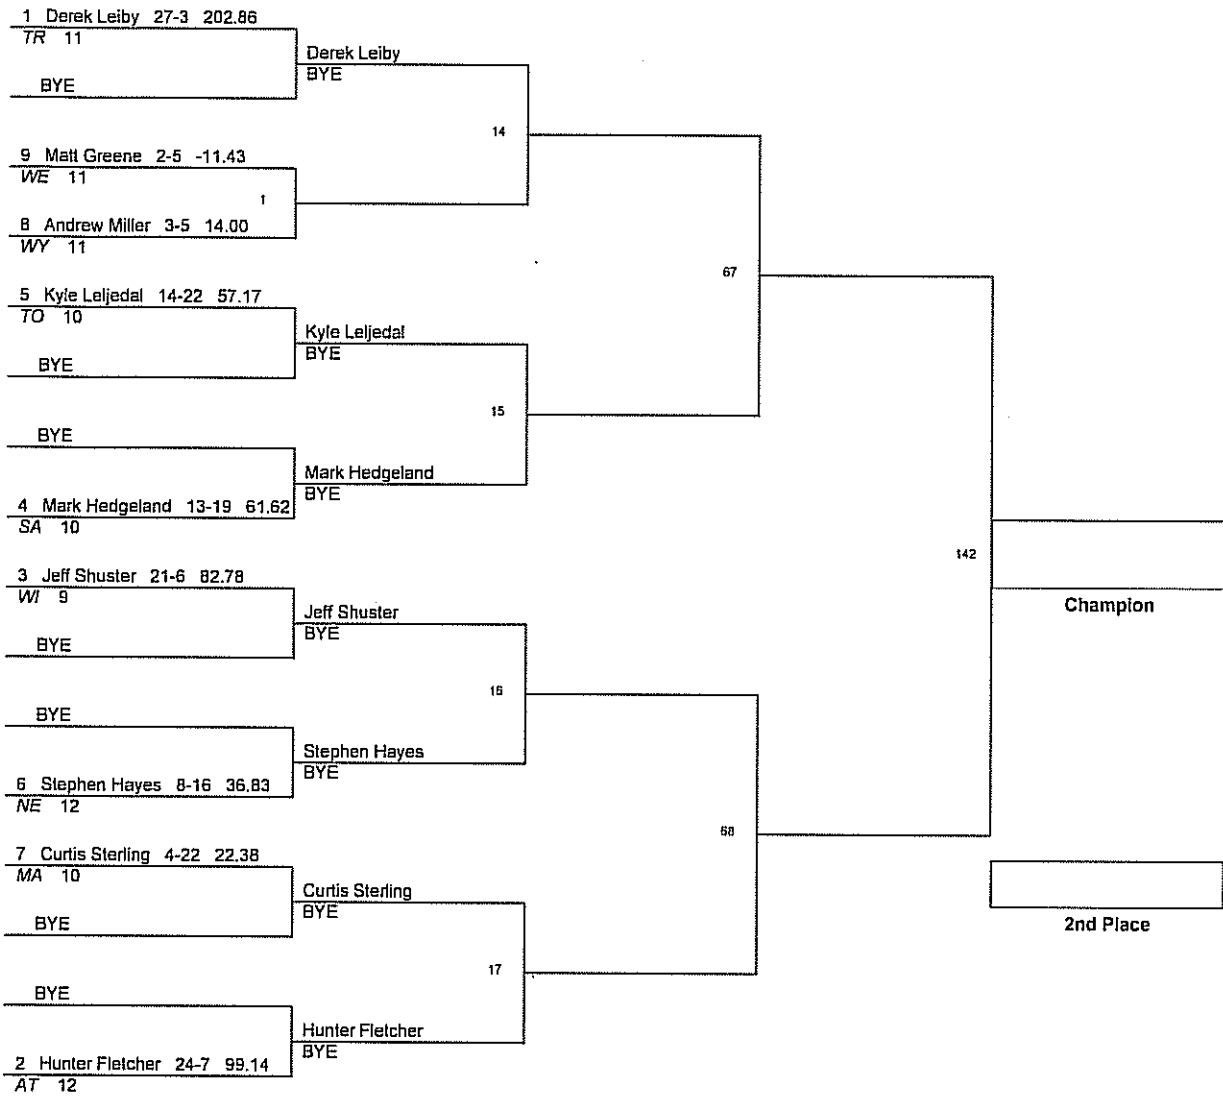 1 Derek Leiby 27-3 202.86
TR 11
Derek Leiby
BYE
BYE
14
9 Matt Greene 2-5 -11.43
WE 11
1
8 Andrew Miller 3-5 14.00
WY 11
67
5 Kyle Leljedal 14-22 57.17
TO 10
Kyle Leljedal
BYE
BYE
15
BYE
Mark Hedgeland
BYE
4 Mark Hedgeland 13-19 61.62
SA 10
142
3 Jeff Shuster 21-6 82.78
WI 9
Champion
Jeff Shuster
BYE
BYE
16
BYE
Stephen Hayes
BYE
6 Stephen Hayes 8-16 36.83
NE 12
68
7 Curtis Sterling 4-22 22.38
MA 10
Curtis Sterling
BYE
BYE
2nd Place
17
BYE
Hunter Fletcher
BYE
2 Hunter Fletcher 24-7 99.14
AT 12